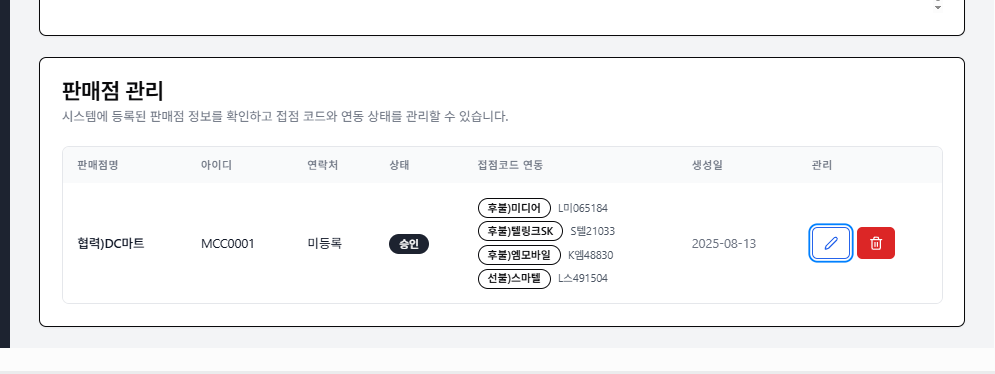 판매점 관리
시스템에 등록된 판매점 정보를 확인하고 접점 코드와 연동 상태를 관리할 수 있습니다.
판매점명 아이디 연락처 상태 접점코드 연동 생성일 관리
협력)DC마트 MCC0001 미등록 승인 2025-08-13
후불)미디어 L미065184
후불)텔링크SK S텔21033
후불)엠모바일 K엠48830
선불)스마텔 L스491504